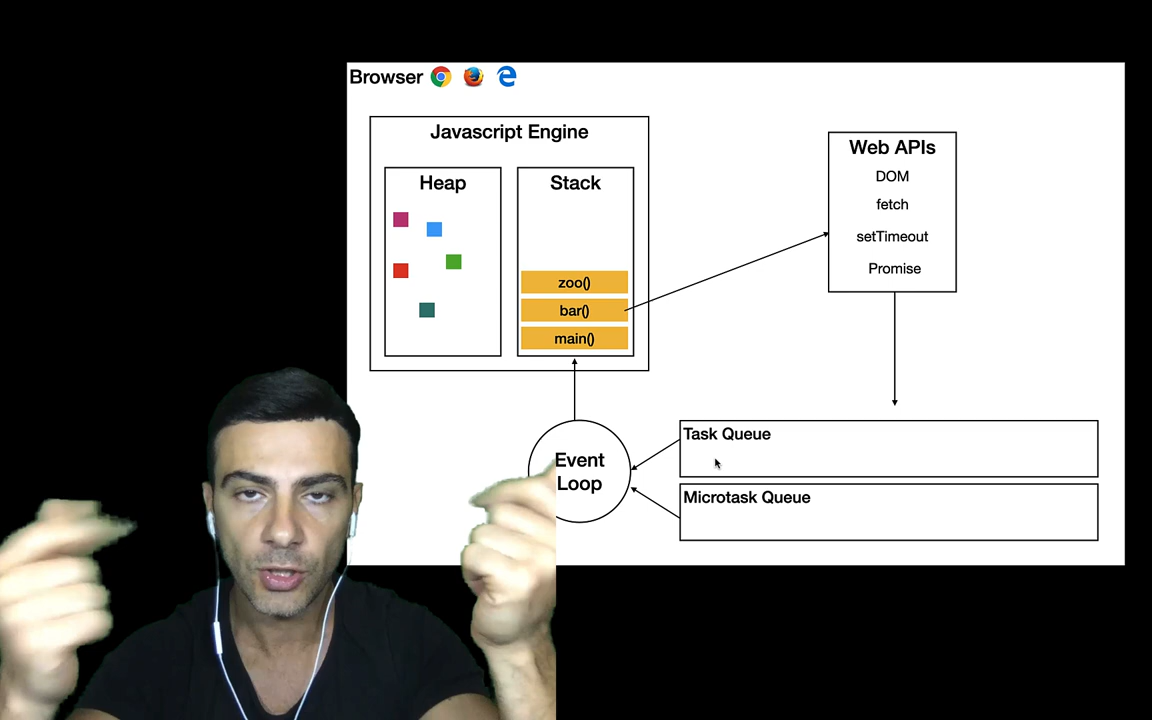 Browser
Javascript Engine
Heap
Stack
zoo()
bar()
main()
Web APIs
DOM
fetch
setTimeout
Promise
Event
Loop
Task Queue
Microtask Queue